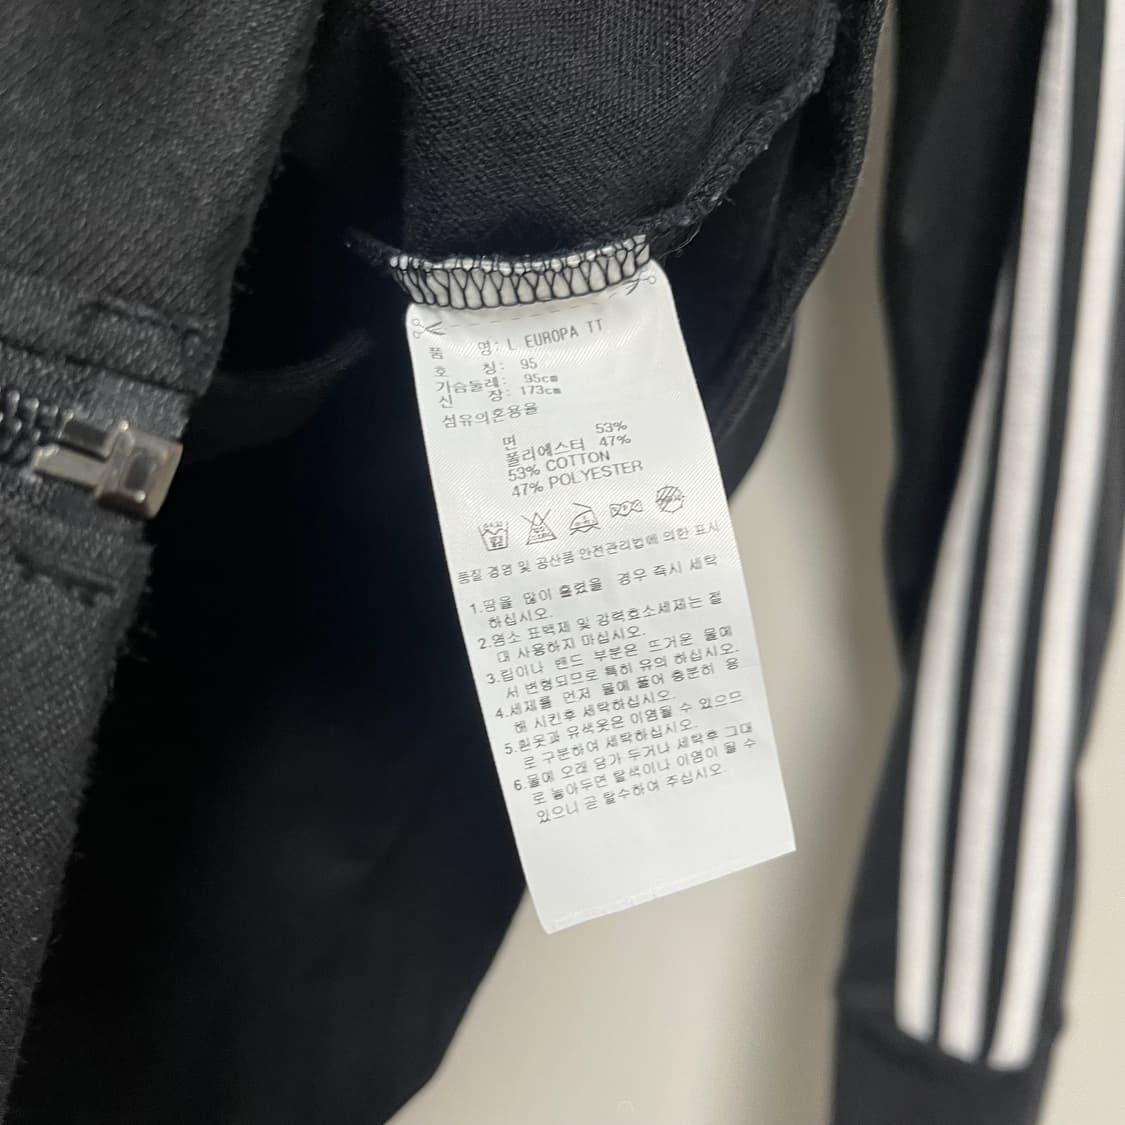 품 명: L EUROPA TT
호 칭: 95
가슴둘레: 95cm
신 장: 173cm
섬유의혼용율
면 53%
폴리에스터 47%
53% COTTON
47% POLYESTER
품질 경영 및 공산품 안전관리법에 의한 표시
1.땀을 많이 흘렸을 경우 즉시 세탁
하십시오.
2.염소 표백제 및 강력효소세제는 절
대 사용하지 마십시오.
3.립이나 밴드 부분은 뜨거운 물에
서 변형되므로 특히 유의 하십시오.
4.세제를 먼저 물에 풀어 충분히 용
해 시킨후 세탁하십시오.
5.흰옷과 유색옷은 이염될 수 있으므
로 구분하여 세탁하십시오.
6.물에 오래 담가 두거나 세탁후 그대
로 놓아두면 탈색이나 이염이 될 수
있으니 곧 탈수하여 주십시오.